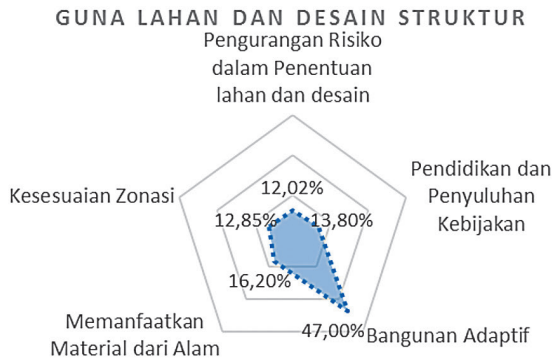 GUNA LAHAN DAN DESAIN STRUKTUR
Pengurangan Risiko
dalam Penentuan
lahan dan desain
Pendidikan dan
Penyuluhan
Kebijakan
Kesesuaian Zonasi
12,02%
12,85%
13,80%
16,20%
47,00%
Bangunan Adaptif
Memanfaatkan
Material dari Alam